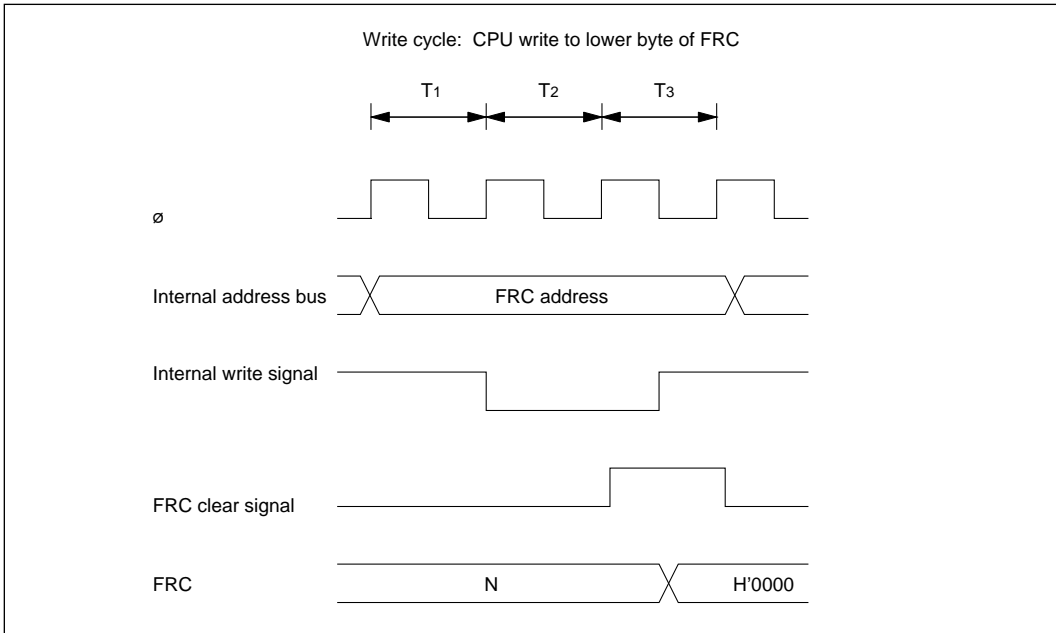 Write cycle: CPU write to lower byte of FRC
T1 T2 T3
ø
Internal address bus FRC address
Internal write signal
FRC clear signal
FRC N H'0000